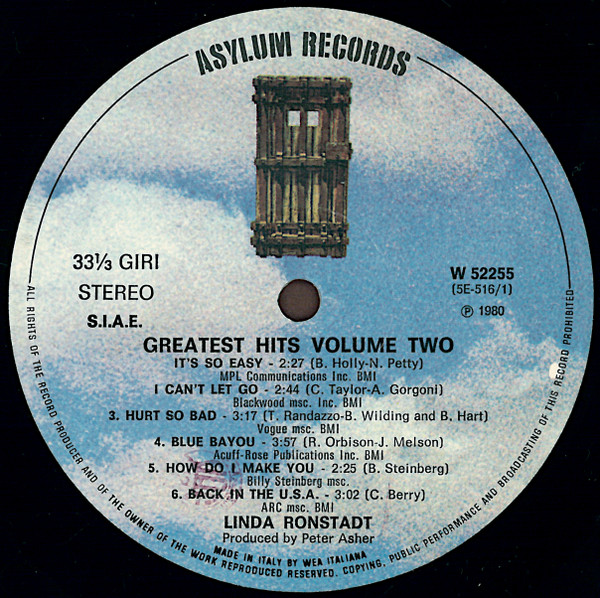 ASYLUM RECORDS
33⅓ GIRI
STEREO
S.I.A.E.
W 52255
(5E-516/1)
℗ 1980
GREATEST HITS VOLUME TWO
IT'S SO EASY - 2:27 (B. Holly-N. Petty)
MPL Communications Inc. BMI
I CAN'T LET GO - 2:44 (C. Taylor-A. Gorgoni)
Blackwood msc. Inc. BMI
3. HURT SO BAD - 3:17 (T. Randazzo-B. Wilding and B. Hart)
Vogue msc. BMI
4. BLUE BAYOU - 3:57 (R. Orbison-J. Melson)
Acuff-Rose Publications Inc. BMI
5. HOW DO I MAKE YOU - 2:25 (B. Steinberg)
Billy Steinberg msc. BMI
6. BACK IN THE U.S.A. - 3:02 (C. Berry)
ARC msc. BMI
LINDA RONSTADT
Produced by Peter Asher
MADE IN ITALY BY WEA ITALIANA
ALL RIGHTS OF THE RECORD PRODUCER AND OF THE OWNER OF THE WORK REPRODUCED RESERVED. COPYING, PUBLIC PERFORMANCE AND BROADCASTING OF THIS RECORD PROHIBITED